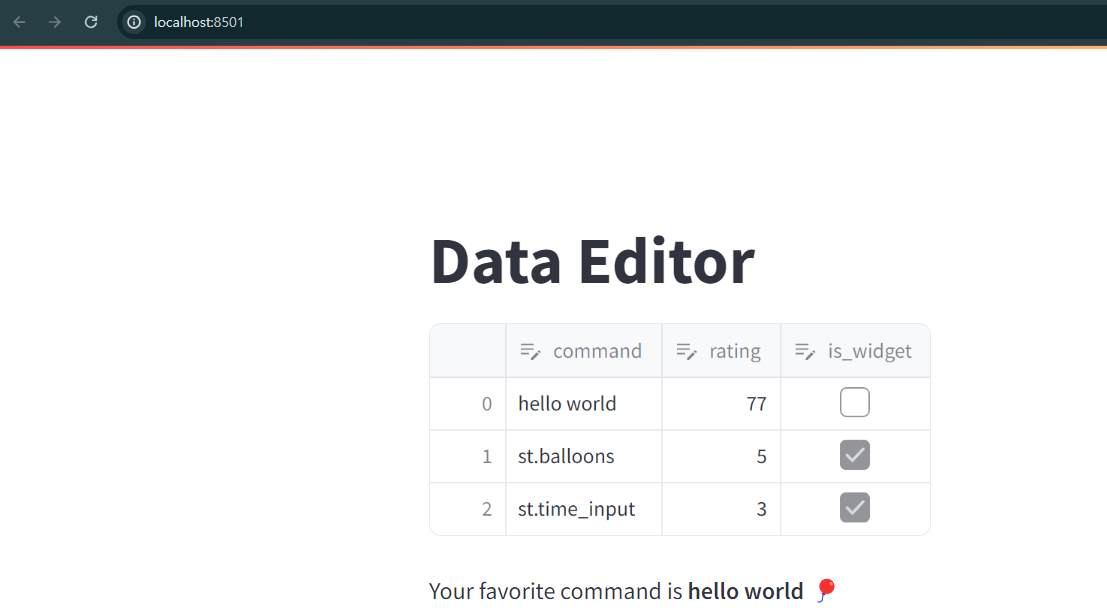 localhost:8501
Data Editor
command rating is_widget
0 hello world 77
1 st.balloons 5
2 st.time_input 3
Your favorite command is hello world 🎈